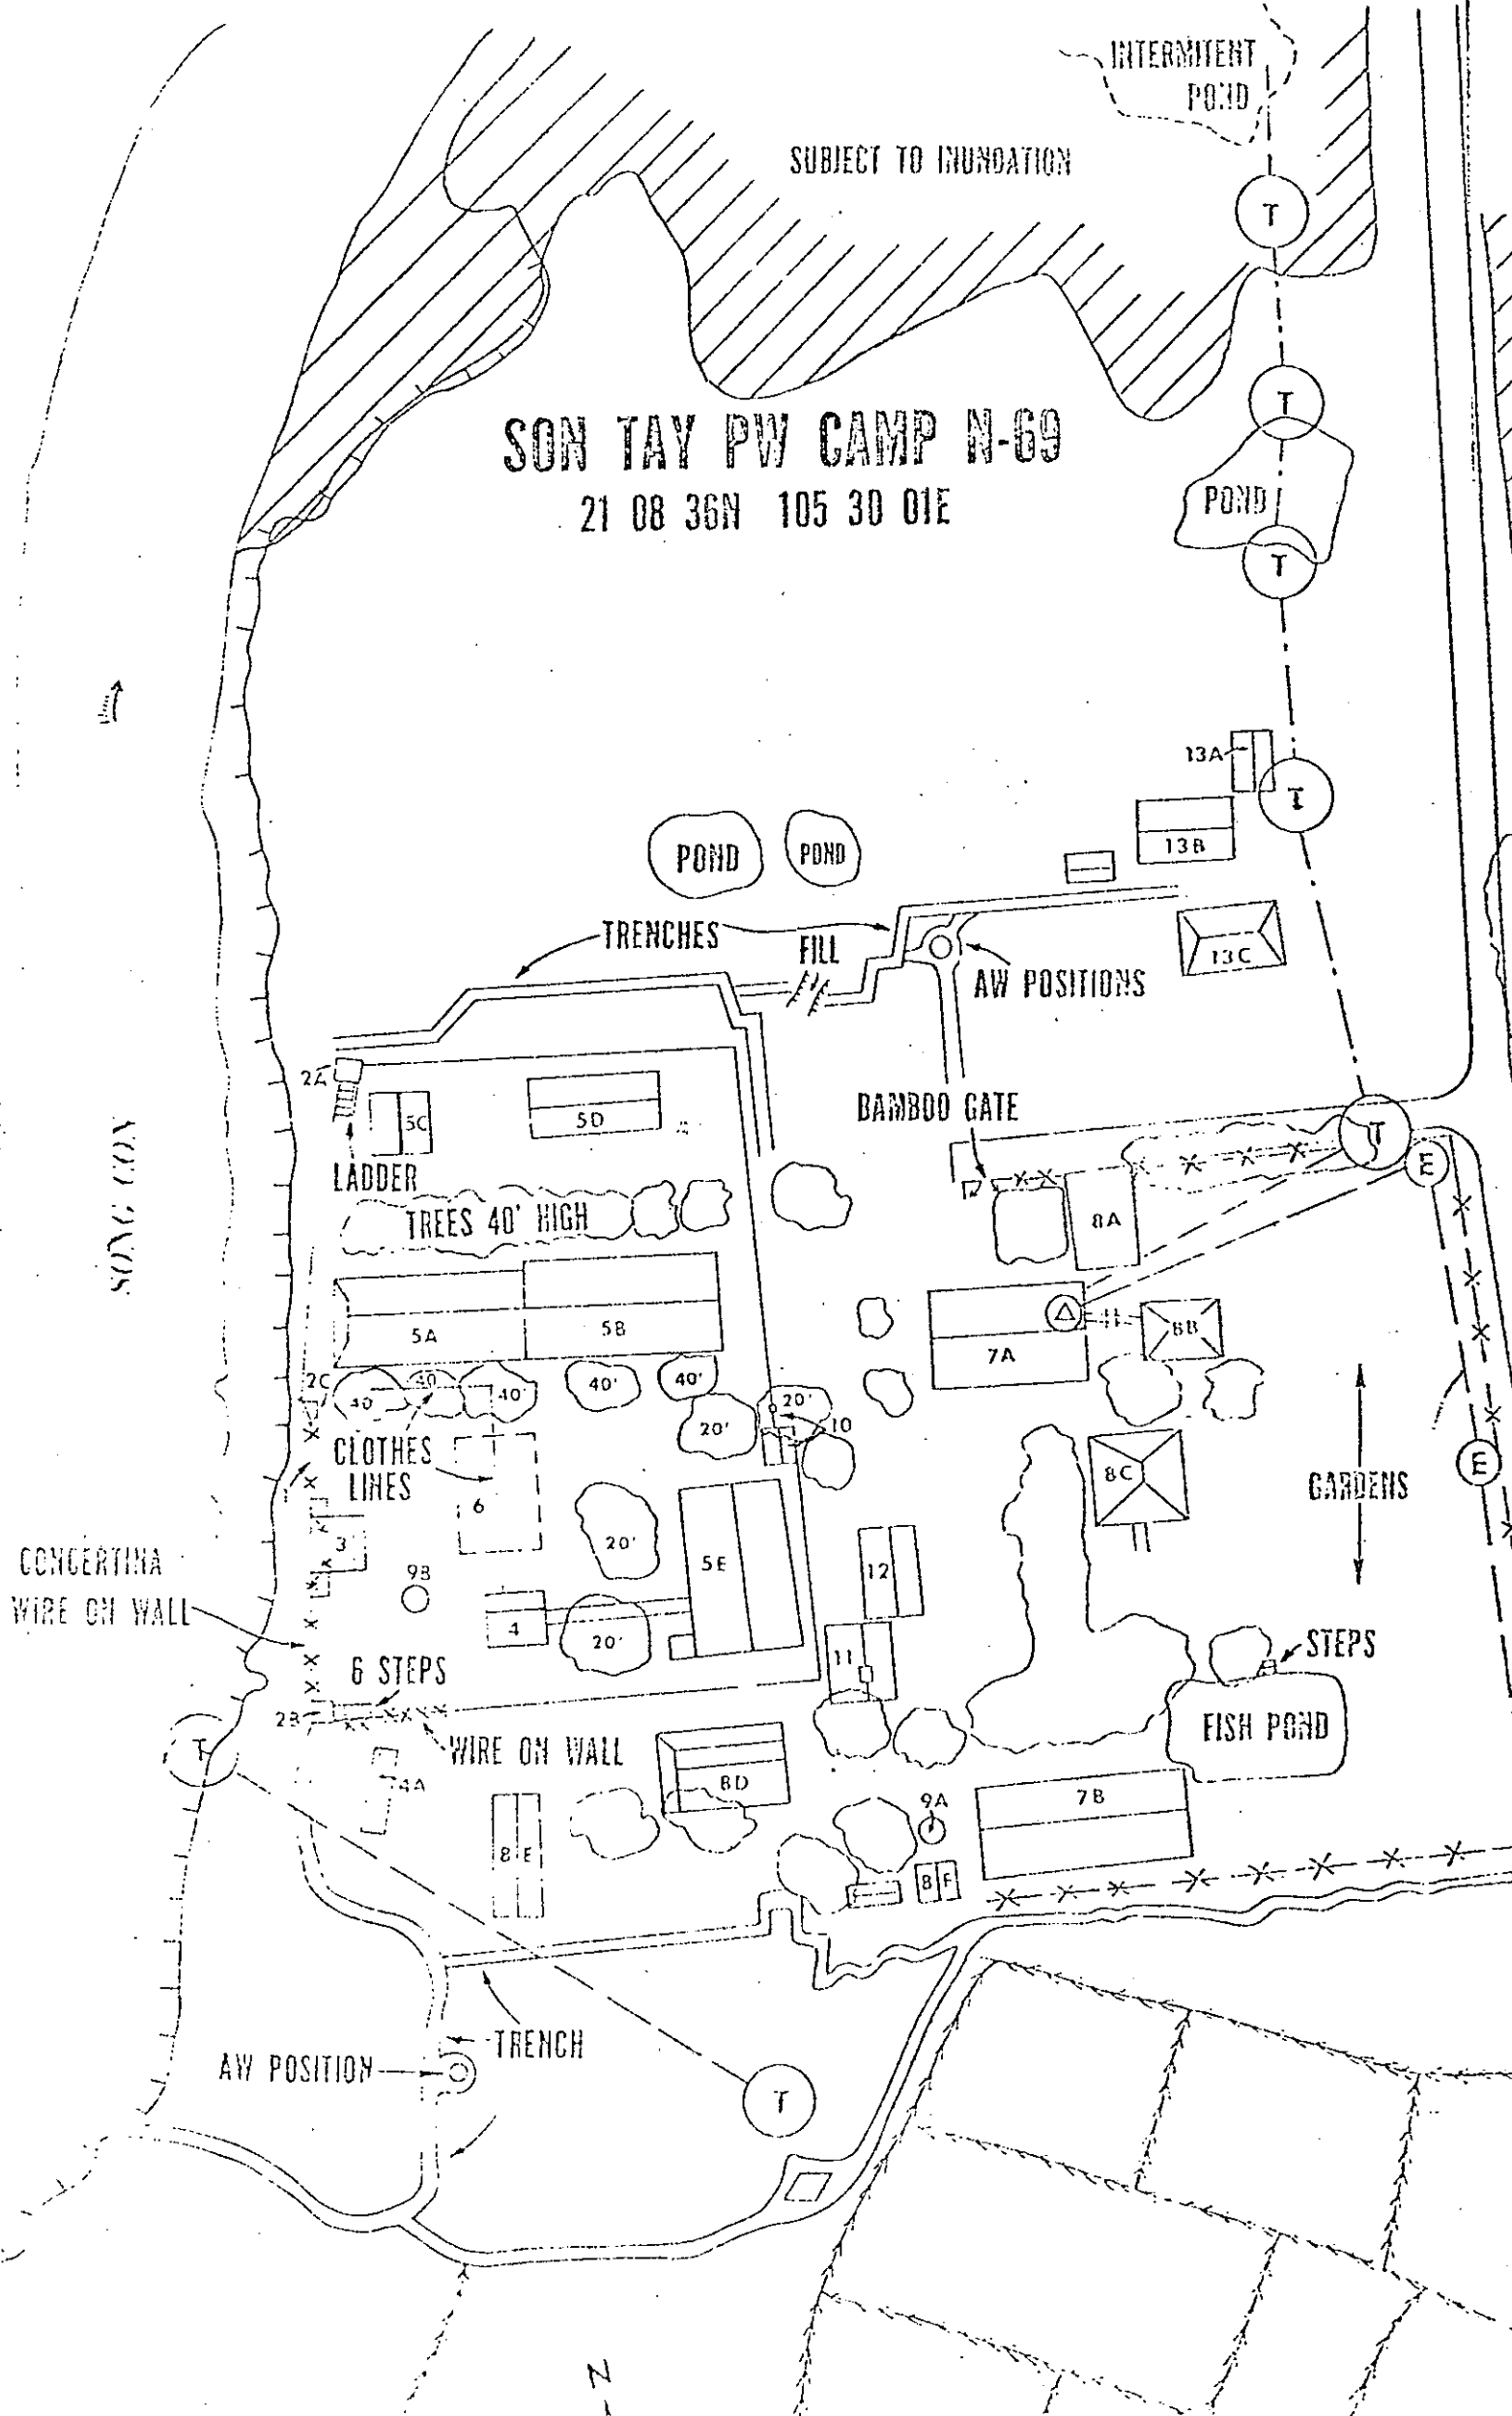 INTERMITENT
POND
SUBJECT TO INUNDATION
T
SON TAY PW CAMP N-69
21 08 36N 105 30 01E
T
POND
T
13A
T
13B
POND
POND
TRENCHES
FILL
13C
AW POSITIONS
2A
5C
5D
BAMBOO GATE
T
E
LADDER
TREES 40' HIGH
8A
SONG CON
5A
5B
7A
8B
2C
40'
40'
40'
40'
40'
20'
20'
10
CLOTHES
LINES
6
8C
GARDENS
E
3
20'
5E
12
CONCERTINA
WIRE ON WALL
9B
4
20'
11
STEPS
6 STEPS
2B
FISH POND
T
WIRE ON WALL
4A
8D
7B
9A
8 E
8 F
TRENCH
AW POSITION
T
N